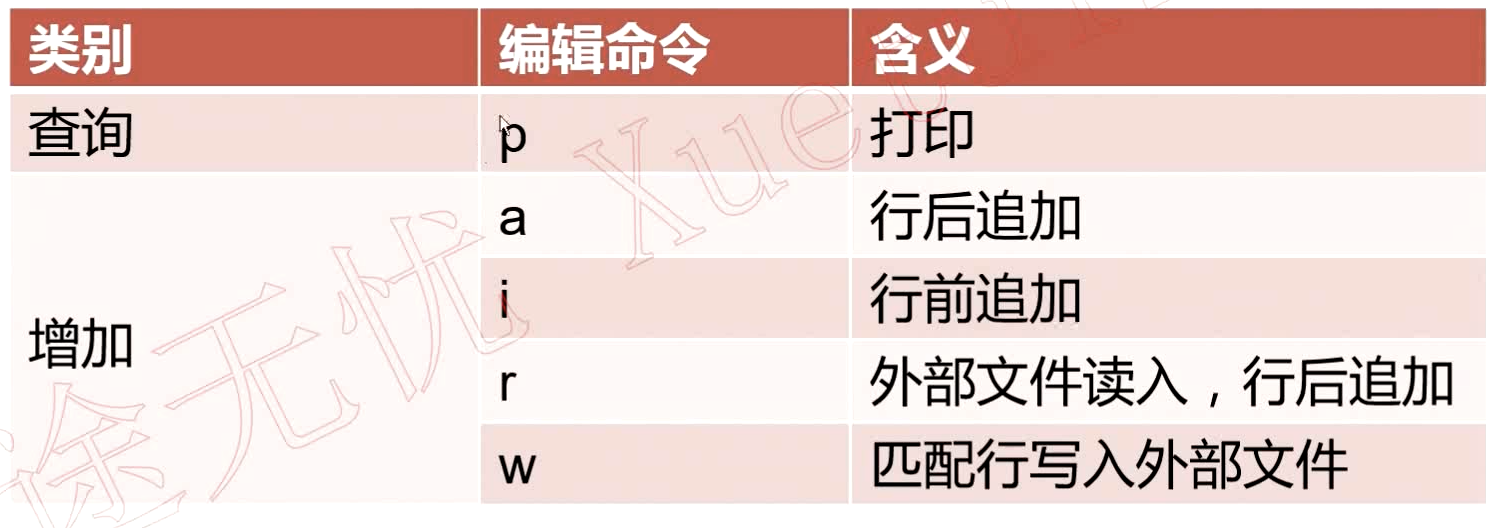 类别 编辑命令 含义
查询 p 打印
增加 a 行后追加
i 行前追加
r 外部文件读入，行后追加
w 匹配行写入外部文件
途无忧 Xue